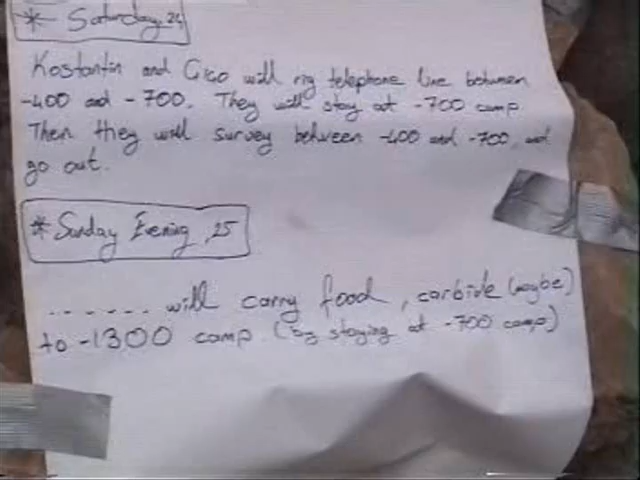 * Saturday 24
Kostantin and Cico will rig telephone line between
-400 and -700. They will stay at -700 camp
Then they will survey between -400 and -700, and
go out.
* Sunday Evening, 25
...... will carry food, carbide (maybe)
to -1300 camp (by staying at -700 camp)